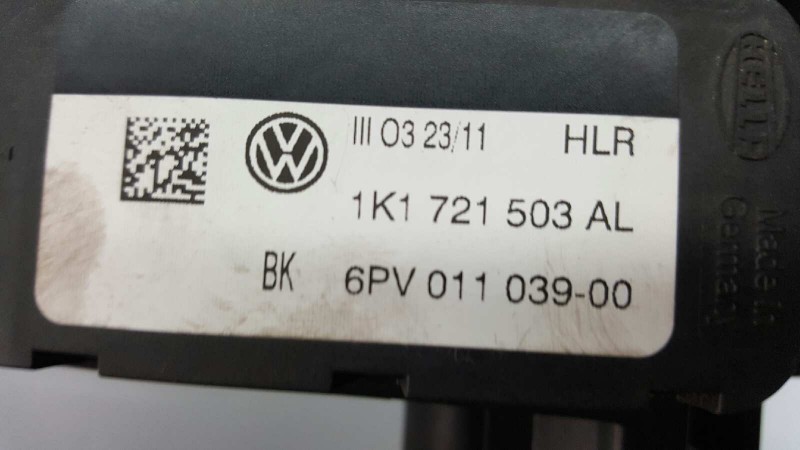 III 03 23/11 HLR
1K1 721 503 AL
BK 6PV 011 039-00
HELLA
Made in
Germany